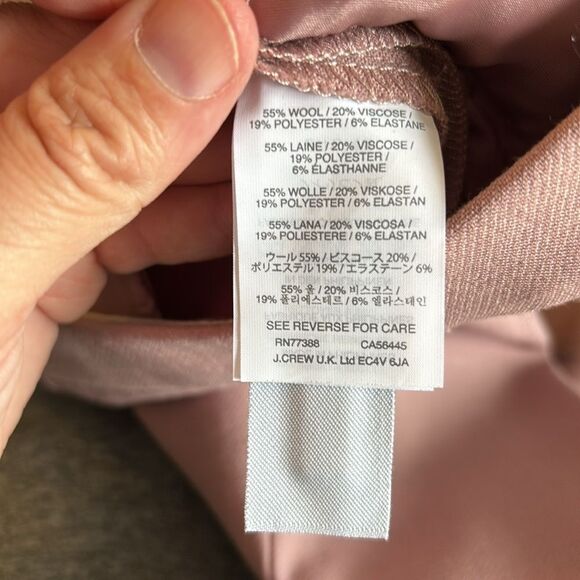 55% WOOL / 20% VISCOSE /
19% POLYESTER / 6% ELASTANE
55% LAINE / 20% VISCOSE /
19% POLYESTER /
6% ELASTHANNE
55% WOLLE / 20% VISKOSE /
19% POLYESTER / 6% ELASTAN
55% LANA / 20% VISCOSA /
19% POLIESTERE / 6% ELASTAN
ウール 55% / ビスコース 20% /
ポリエステル 19% / エラステーン 6%
55% 울 / 20% 비스코스 /
19% 폴리에스테르 / 6% 엘라스테인
SEE REVERSE FOR CARE
RN77388 CA56445
J.CREW U.K. Ltd EC4V 6JA